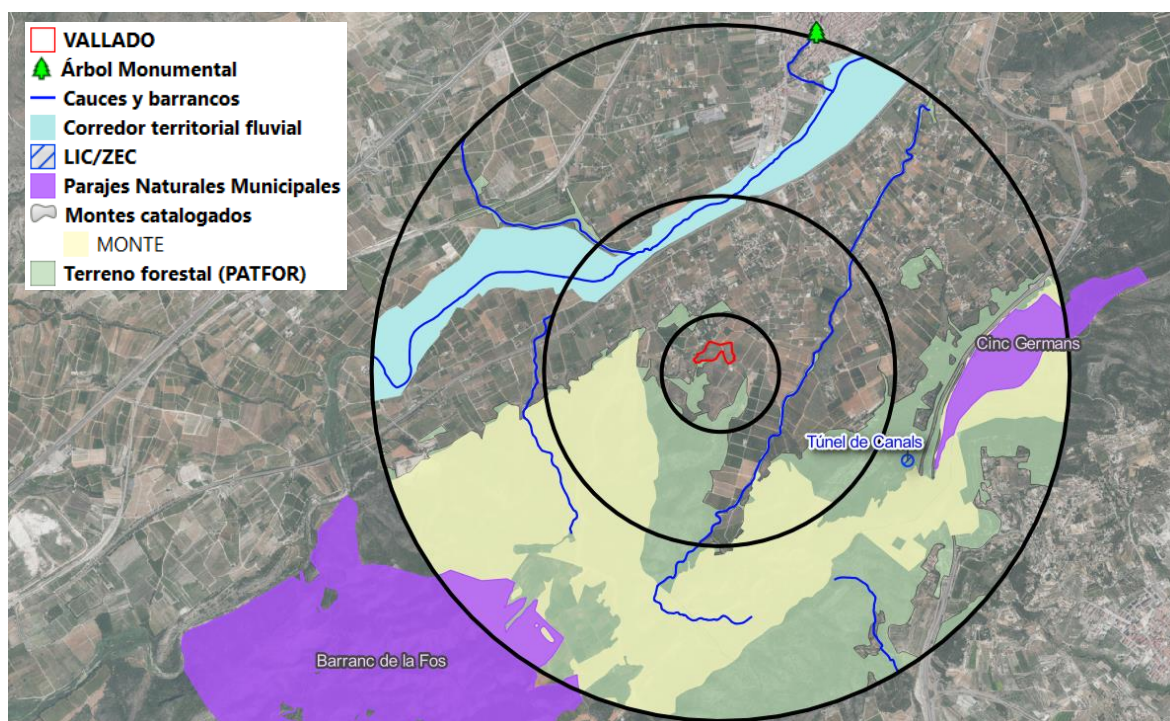 VALLADO
Árbol Monumental
Cauces y barrancos
Corredor territorial fluvial
LIC/ZEC
Parajes Naturales Municipales
Montes catalogados
MONTE
Terreno forestal (PATFOR)
Cinc Germans
Túnel de Canals
Barranc de la Fos